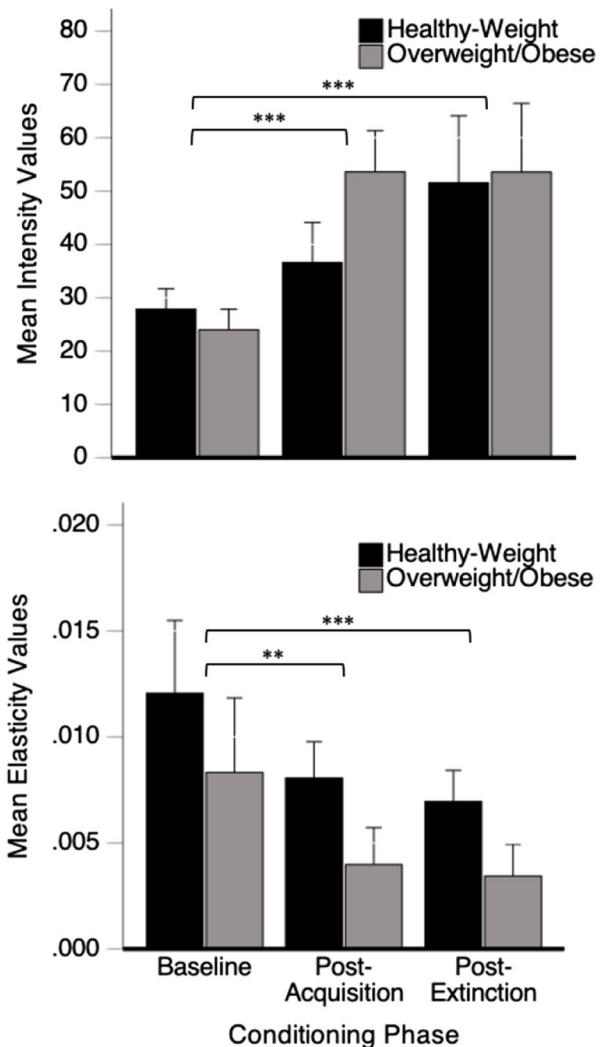 Healthy-Weight
Overweight/Obese
Mean Intensity Values
80
70
60
50
40
30
20
10
0
***
***
Healthy-Weight
Overweight/Obese
Mean Elasticity Values
.020
.015
.010
.005
.000
***
**
Baseline
Post-
Acquisition
Post-
Extinction
Conditioning Phase